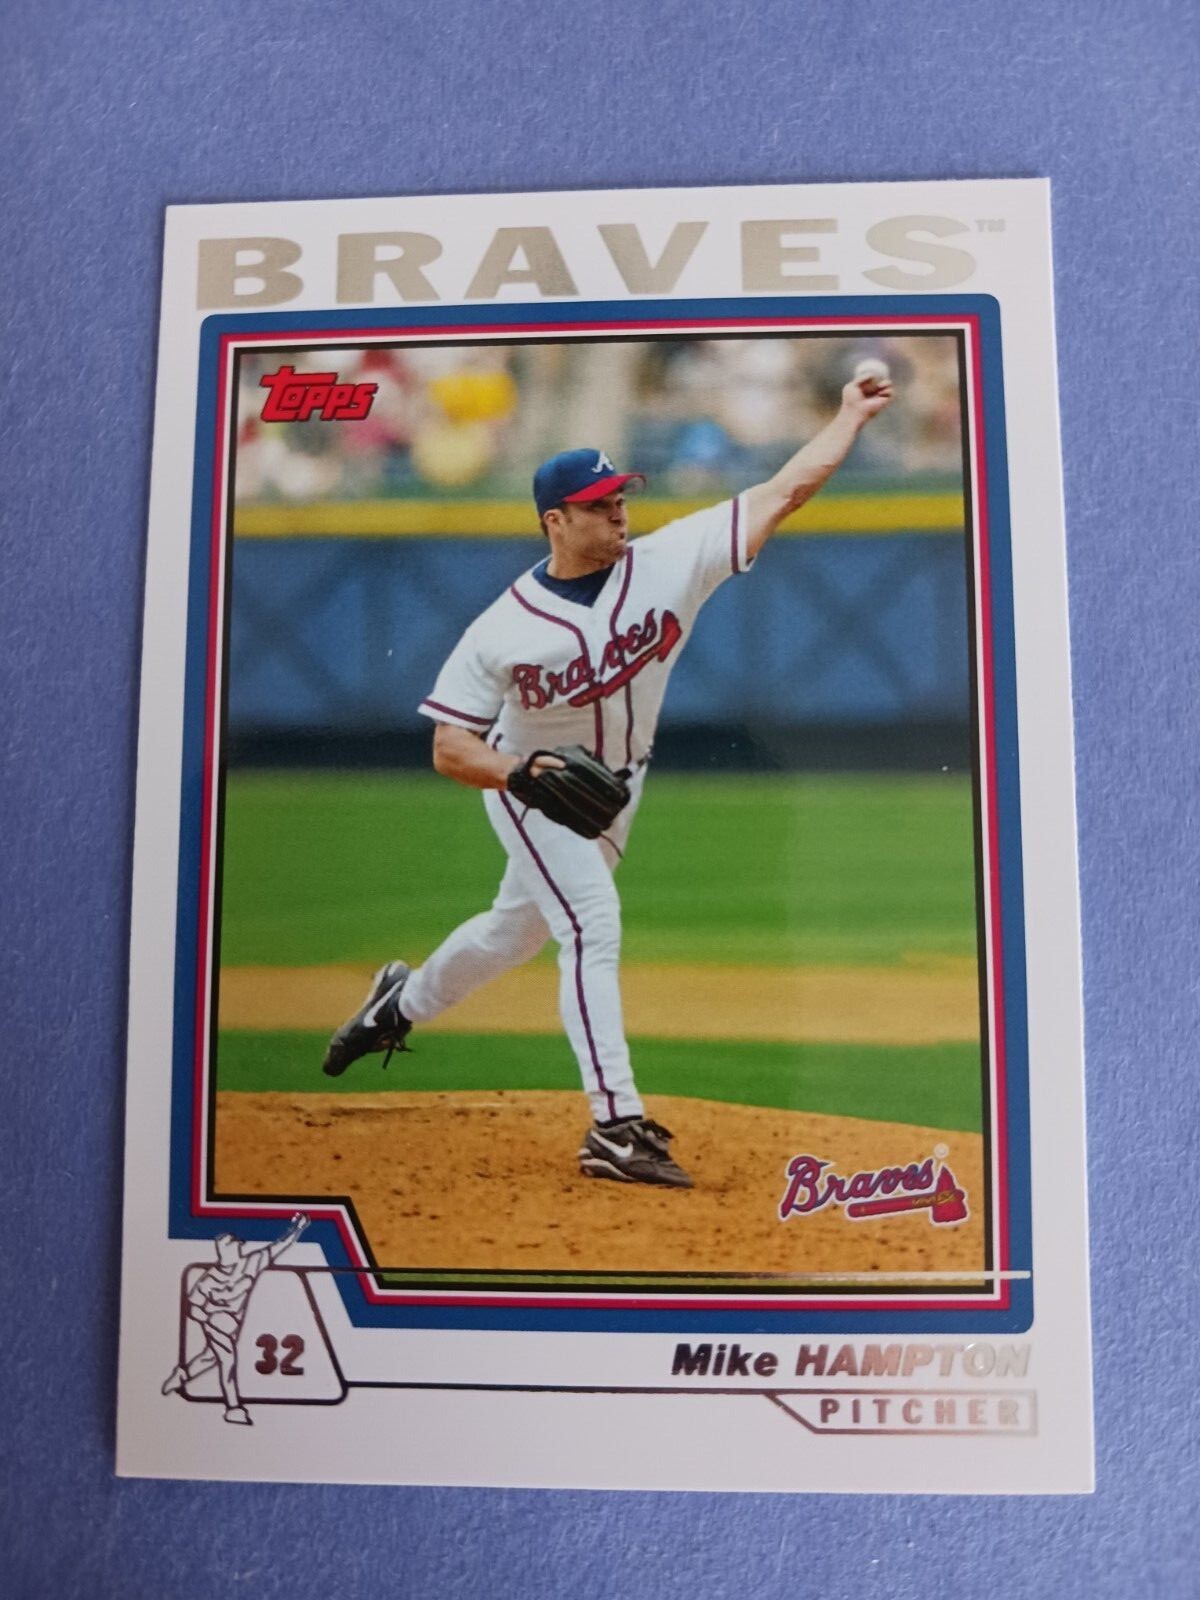 BRAVES™
Topps
A
Braves
Braves®
32
Mike HAMPTON
PITCHER